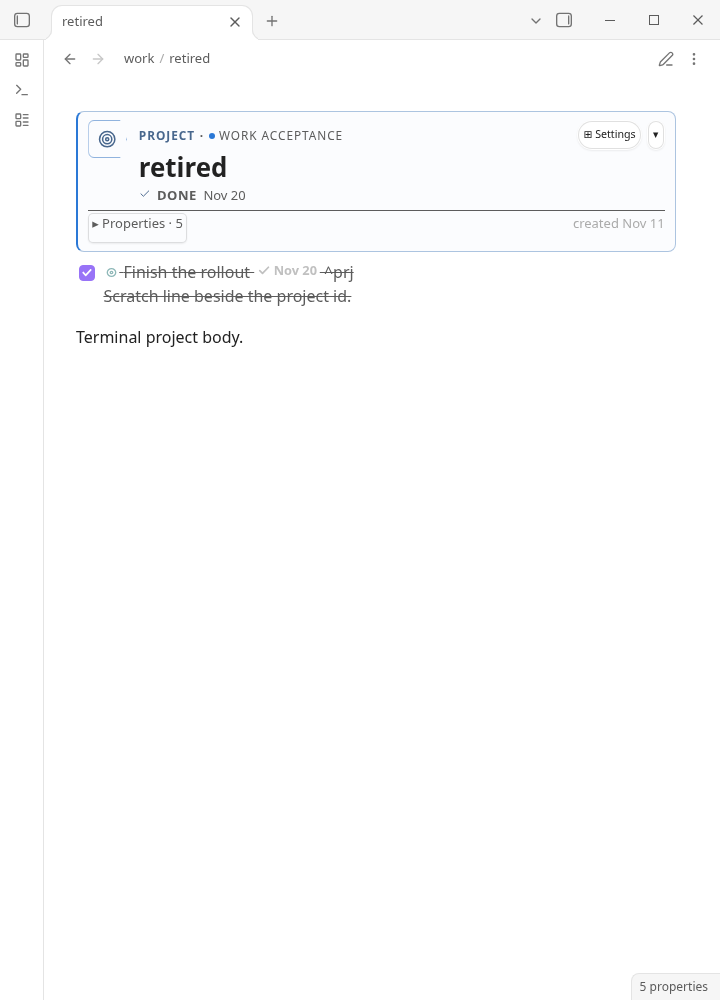 retired
work / retired
PROJECT · WORK ACCEPTANCE
Settings
retired
DONE Nov 20
Properties · 5
created Nov 11
Finish the rollout Nov 20 ^prj
Scratch line beside the project id.
Terminal project body.
5 properties